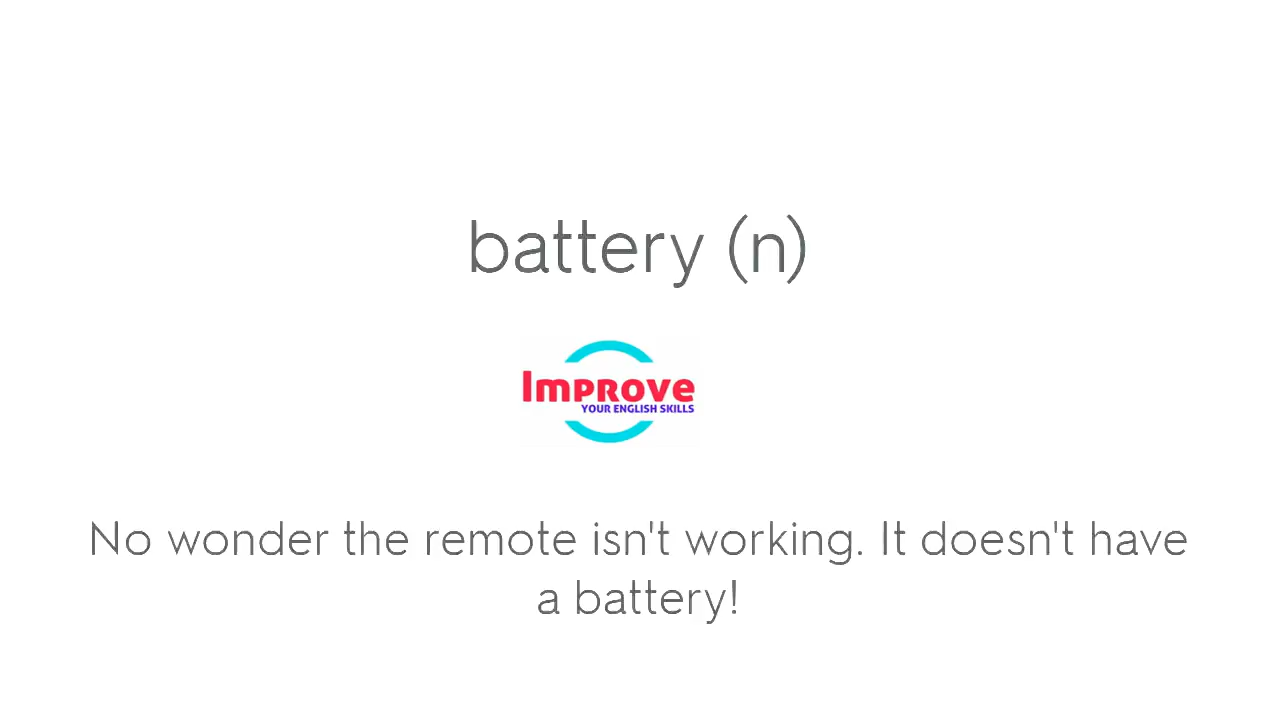 battery (n)
Improve
YOUR ENGLISH SKILLS
No wonder the remote isn't working. It doesn't have
a battery!